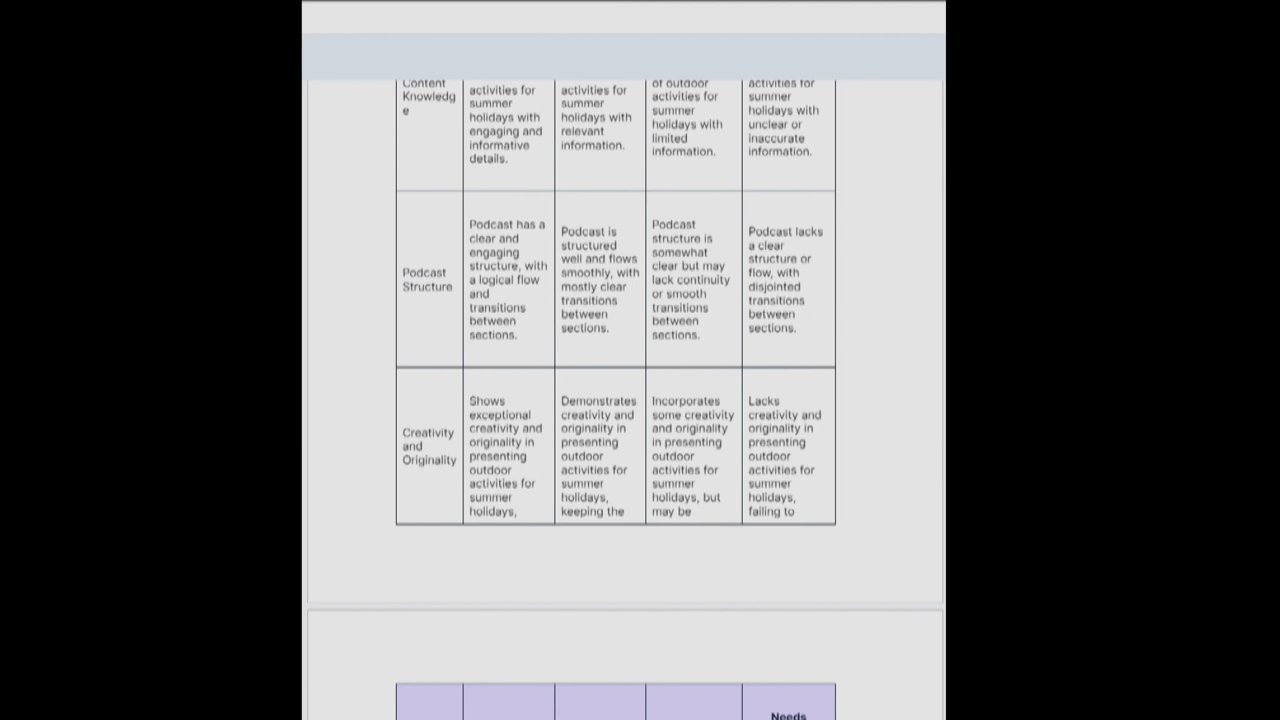 Content
Knowledg
e
activities for
summer
holidays with
engaging and
informative
details.
activities for
summer
holidays with
relevant
information.
of outdoor
activities for
summer
holidays with
limited
information.
activities for
summer
holidays with
unclear or
inaccurate
information.
Podcast
Structure
Podcast has a
clear and
engaging
structure, with
a logical flow
and
transitions
between
sections.
Podcast is
structured
well and flows
smoothly, with
mostly clear
transitions
between
sections.
Podcast
structure is
somewhat
clear but may
lack continuity
or smooth
transitions
between
sections.
Podcast lacks
a clear
structure or
flow, with
disjointed
transitions
between
sections.
Creativity
and
Originality
Shows
exceptional
creativity and
originality in
presenting
outdoor
activities for
summer
holidays,
Demonstrates
creativity and
originality in
presenting
outdoor
activities for
summer
holidays,
keeping the
Incorporates
some creativity
and originality
in presenting
outdoor
activities for
summer
holidays, but
may be
Lacks
creativity and
originality in
presenting
outdoor
activities for
summer
holidays,
failing to
Needs